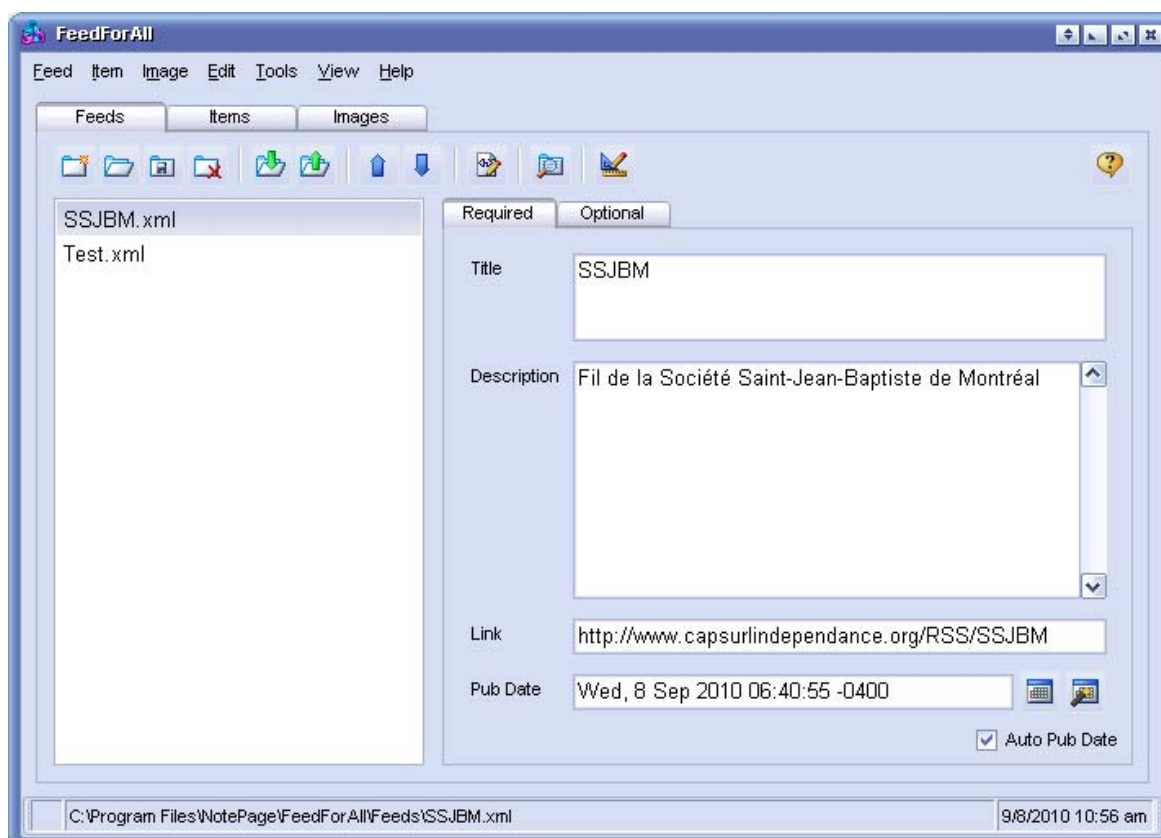 FeedForAll
Feed Item Image Edit Tools View Help
Feeds Items Images
SSJBM.xml
Test.xml
Required Optional
Title
SSJBM
Description
Fil de la Société Saint-Jean-Baptiste de Montréal
Link
http://www.capsurlindependance.org/RSS/SSJBM
Pub Date
Wed, 8 Sep 2010 06:40:55 -0400
Auto Pub Date
C:\Program Files\NotePage\FeedForAll\Feeds\SSJBM.xml
9/8/2010 10:56 am